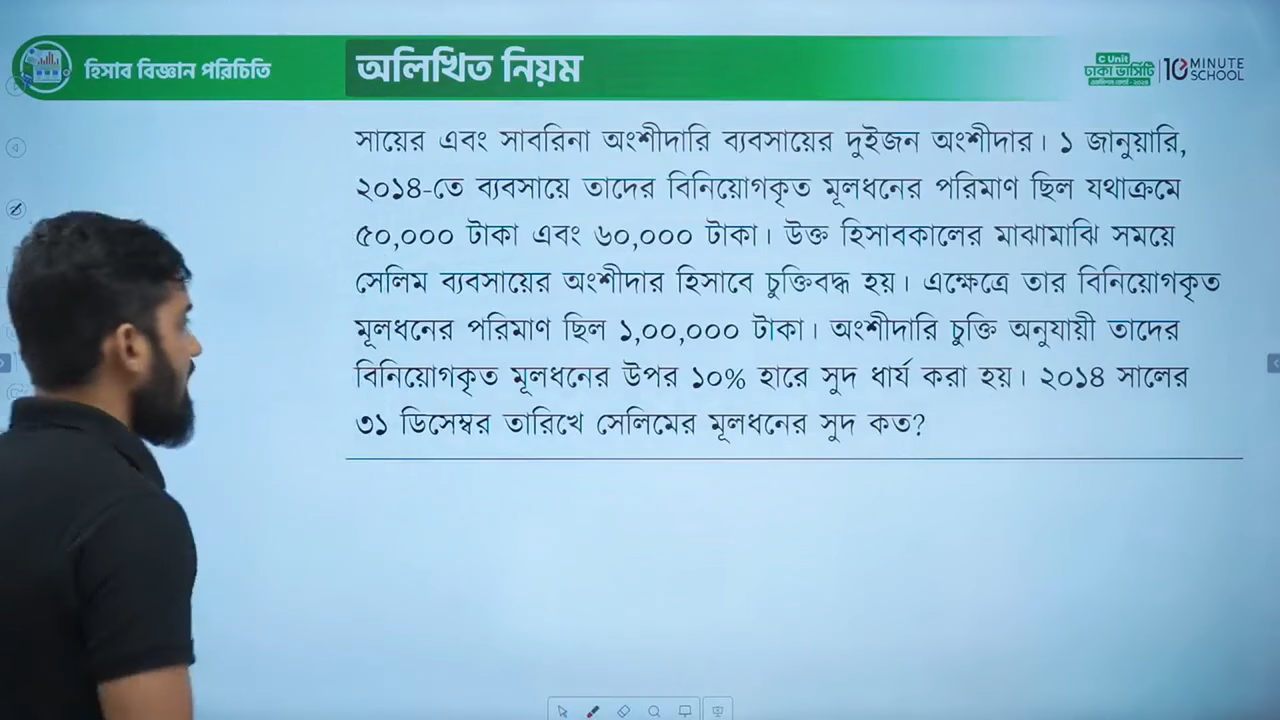 হিসাব বিজ্ঞান পরিচিতি
অলিখিত নিয়ম
C Unit
ঢাকা ভার্সিটি
10 MINUTE SCHOOL
সায়ের এবং সাবরিনা অংশীদারি ব্যবসায়ের দুইজন অংশীদার। ১ জানুয়ারি,
২০১৪-তে ব্যবসায়ে তাদের বিনিয়োগকৃত মূলধনের পরিমাণ ছিল যথাক্রমে
৫০,০০০ টাকা এবং ৬০,০০০ টাকা। উক্ত হিসাবকালের মাঝামাঝি সময়ে
সেলিম ব্যবসায়ের অংশীদার হিসাবে চুক্তিবদ্ধ হয়। এক্ষেত্রে তার বিনিয়োগকৃত
মূলধনের পরিমাণ ছিল ১,০০,০০০ টাকা। অংশীদারি চুক্তি অনুযায়ী তাদের
বিনিয়োগকৃত মূলধনের উপর ১০% হারে সুদ ধার্য করা হয়। ২০১৪ সালের
৩১ ডিসেম্বর তারিখে সেলিমের মূলধনের সুদ কত?